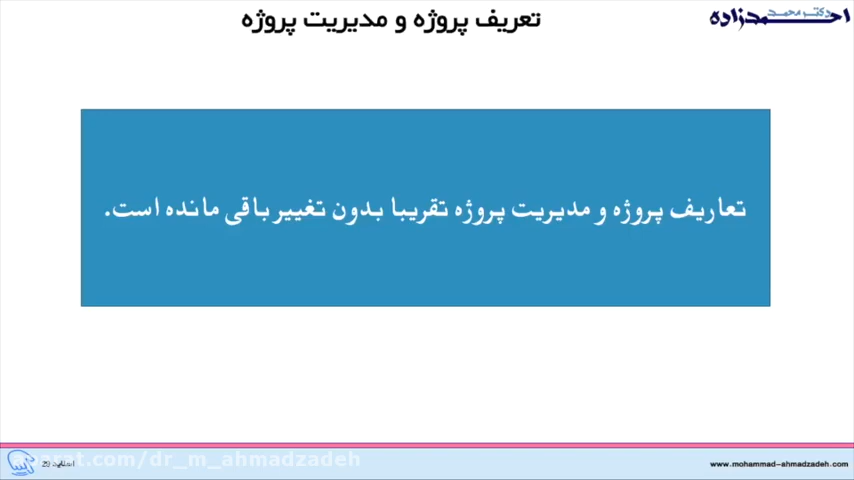 تعریف پروژه و مدیریت پروژه
دکتر محمد
احمدزاده
تعاریف پروژه و مدیریت پروژه تقریبا بدون تغییر باقی مانده است.
aparat.com/dr_m_ahmadzadeh
www.mohammad-ahmadzadeh.com